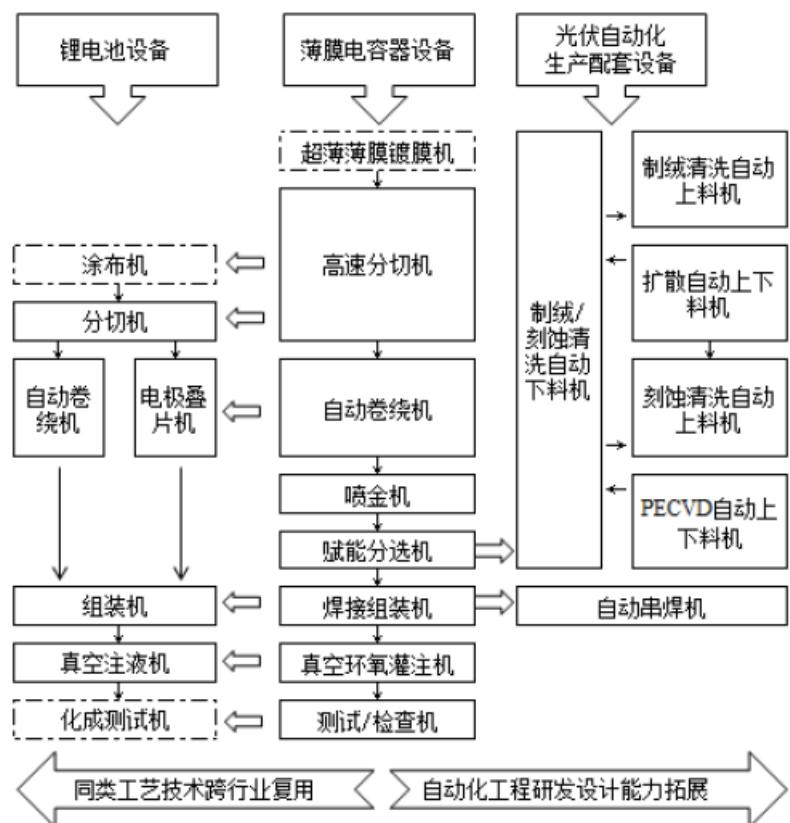 锂电池设备
薄膜电容器设备
光伏自动化
生产配套设备
超薄薄膜镀膜机
高速分切机
涂布机
分切机
自动卷
绕机
电极叠
片机
自动卷绕机
喷金机
赋能分选机
组装机
焊接组装机
真空注液机
真空环氧灌注机
化成测试机
测试/检查机
制绒/
刻蚀清
洗自动
下料机
制绒清洗自动
上料机
扩散自动上下
料机
刻蚀清洗自动
上料机
PECVD自动上
下料机
自动串焊机
同类工艺技术跨行业复用
自动化工程研发设计能力拓展